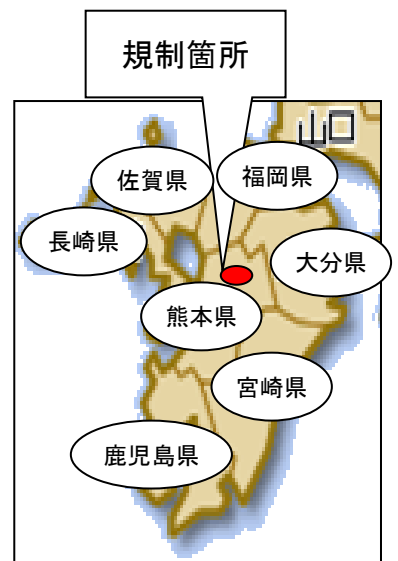 規制箇所
山口
佐賀県
福岡県
長崎県
大分県
熊本県
宮崎県
鹿児島県